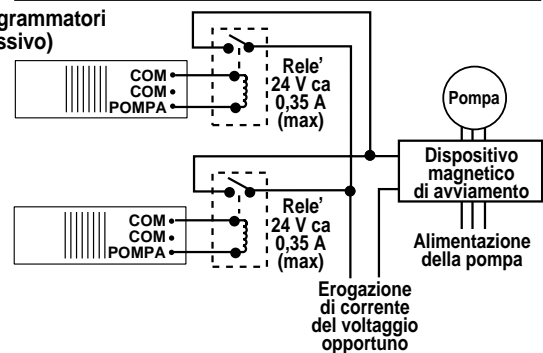 grammatori
ssivo)
COM
COM
POMPA
Rele'
24 V ca
0,35 A
(max)
Pompa
Dispositivo
magnetico
di avviamento
COM
COM
POMPA
Rele'
24 V ca
0,35 A
(max)
Alimentazione
della pompa
Erogazione
di corrente
del voltaggio
opportuno